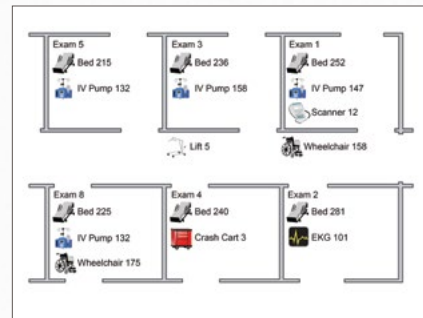 Exam 5
Bed 215
IV Pump 132
Exam 3
Bed 236
IV Pump 158
Exam 1
Bed 252
IV Pump 147
Scanner 12
Lift 5
Wheelchair 158
Exam 8
Bed 225
IV Pump 132
Wheelchair 175
Exam 4
Bed 240
Crash Cart 3
Exam 2
Bed 281
EKG 101